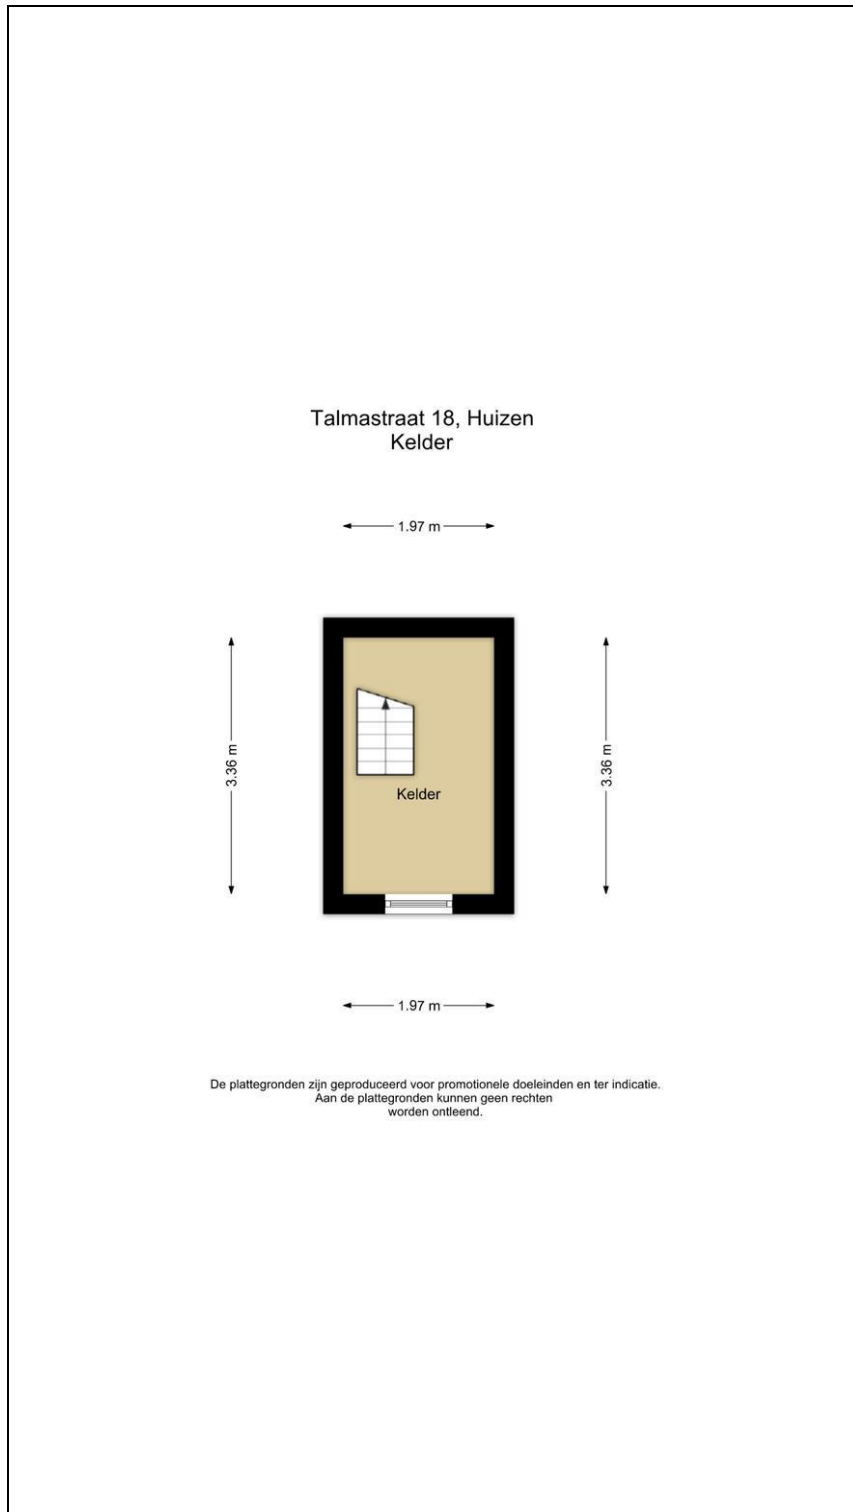 Talmastraat 18, Huizen
Kelder
1.97 m
3.36 m
3.36 m
Kelder
1.97 m
De plattegronden zijn geproduceerd voor promotionele doeleinden en ter indicatie.
Aan de plattegronden kunnen geen rechten
worden ontleend.